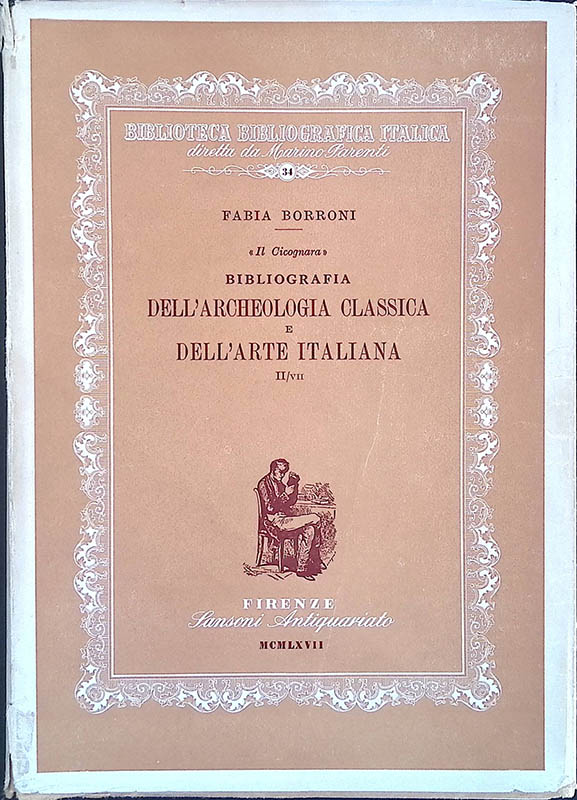 BIBLIOTECA BIBLIOGRAFICA ITALICA
diretta da Marino Parenti
34
FABIA BORRONI
«Il Cicognara»
BIBLIOGRAFIA
DELL'ARCHEOLOGIA CLASSICA
E
DELL'ARTE ITALIANA
II/VII
FIRENZE
Sansoni Antiquariato
MCMLXVII